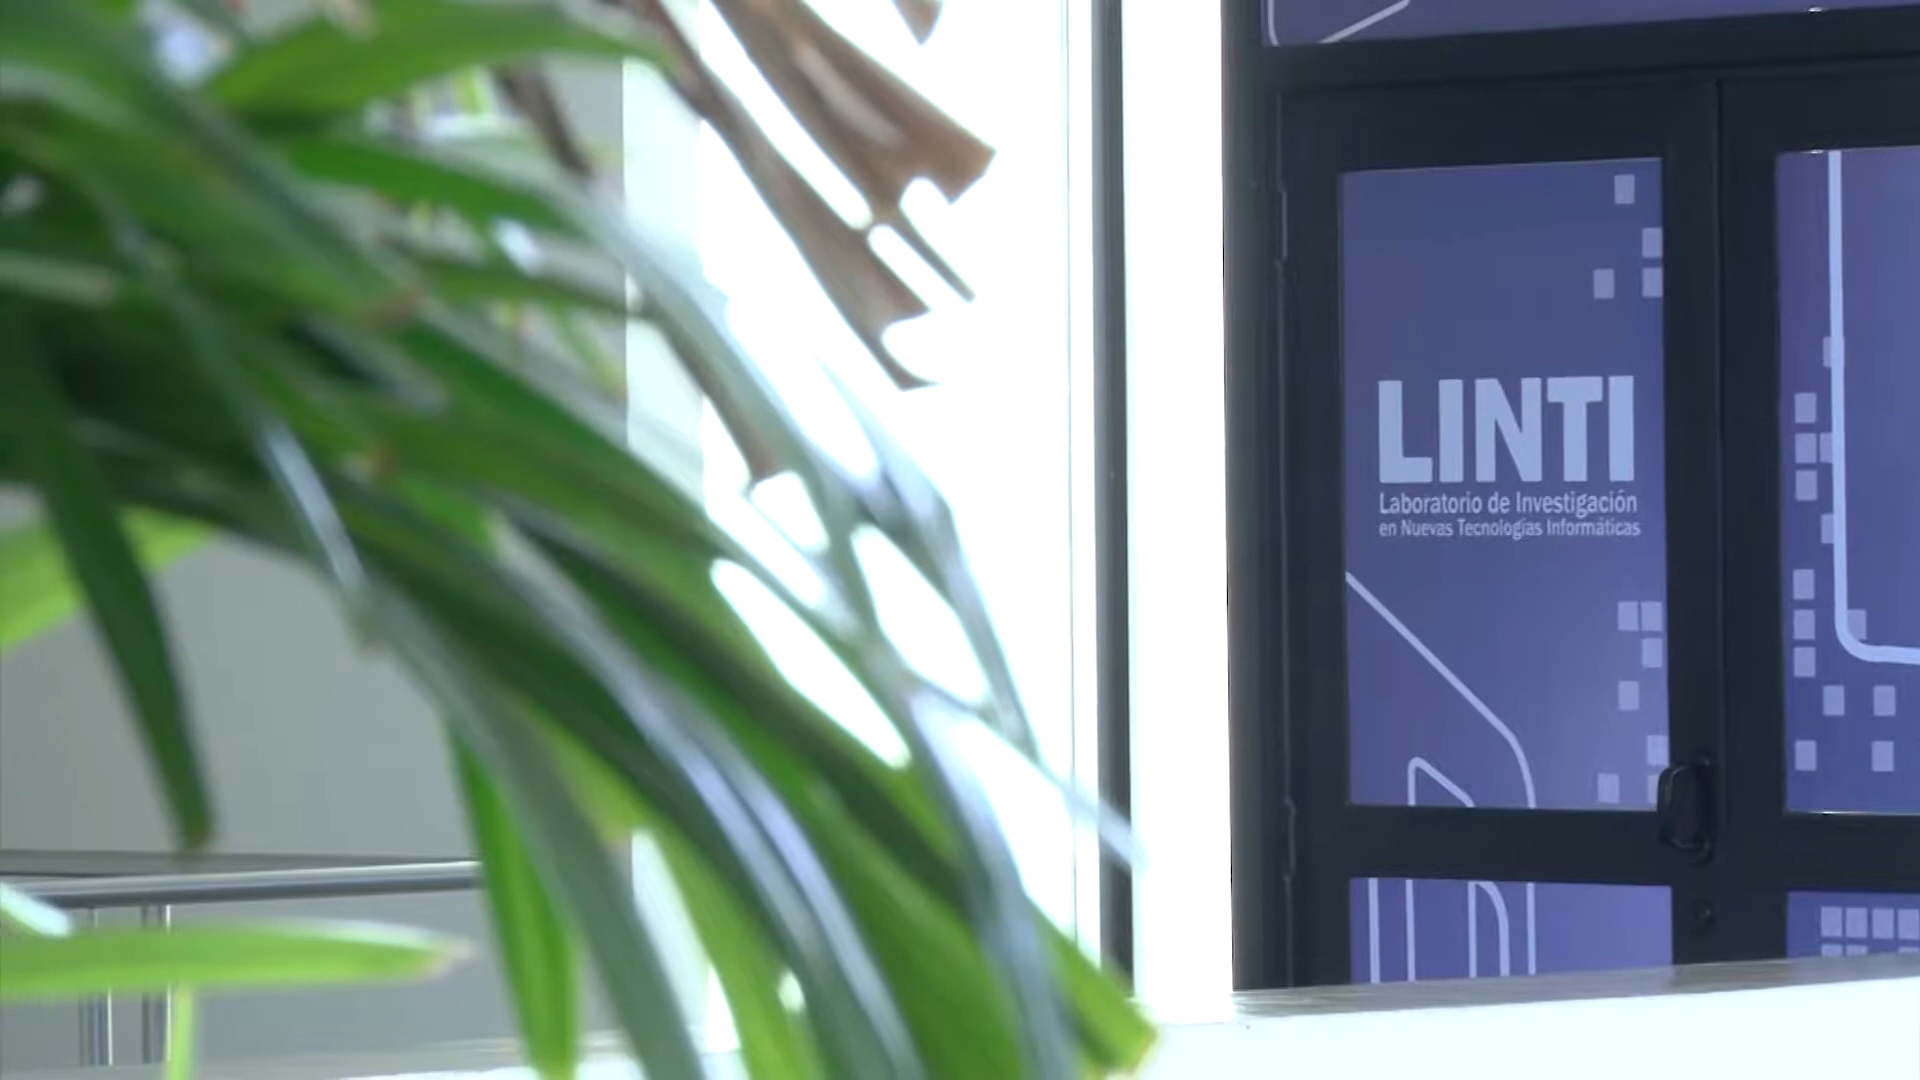 LINTI
Laboratorio de Investigación
en Nuevas Tecnologías Informáticas